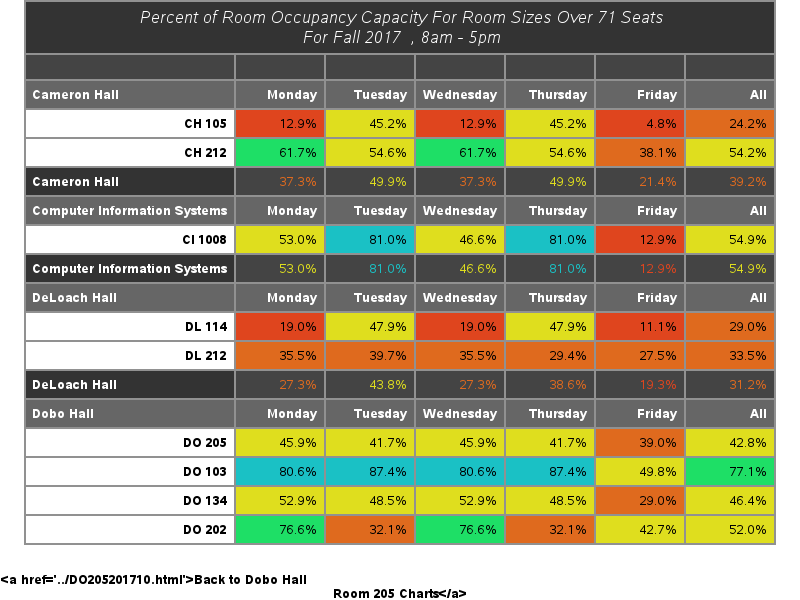 Percent of Room Occupancy Capacity For Room Sizes Over 71 Seats
For Fall 2017 , 8am - 5pm
Cameron Hall Monday Tuesday Wednesday Thursday Friday All
CH 105 12.9% 45.2% 12.9% 45.2% 4.8% 24.2%
CH 212 61.7% 54.6% 61.7% 54.6% 38.1% 54.2%
Cameron Hall 37.3% 49.9% 37.3% 49.9% 21.4% 39.2%
Computer Information Systems Monday Tuesday Wednesday Thursday Friday All
CI 1008 53.0% 81.0% 46.6% 81.0% 12.9% 54.9%
Computer Information Systems 53.0% 81.0% 46.6% 81.0% 12.9% 54.9%
DeLoach Hall Monday Tuesday Wednesday Thursday Friday All
DL 114 19.0% 47.9% 19.0% 47.9% 11.1% 29.0%
DL 212 35.5% 39.7% 35.5% 29.4% 27.5% 33.5%
DeLoach Hall 27.3% 43.8% 27.3% 38.6% 19.3% 31.2%
Dobo Hall Monday Tuesday Wednesday Thursday Friday All
DO 205 45.9% 41.7% 45.9% 41.7% 39.0% 42.8%
DO 103 80.6% 87.4% 80.6% 87.4% 49.8% 77.1%
DO 134 52.9% 48.5% 52.9% 48.5% 29.0% 46.4%
DO 202 76.6% 32.1% 76.6% 32.1% 42.7% 52.0%
<a href='../DO205201710.html'>Back to Dobo Hall
Room 205 Charts</a>